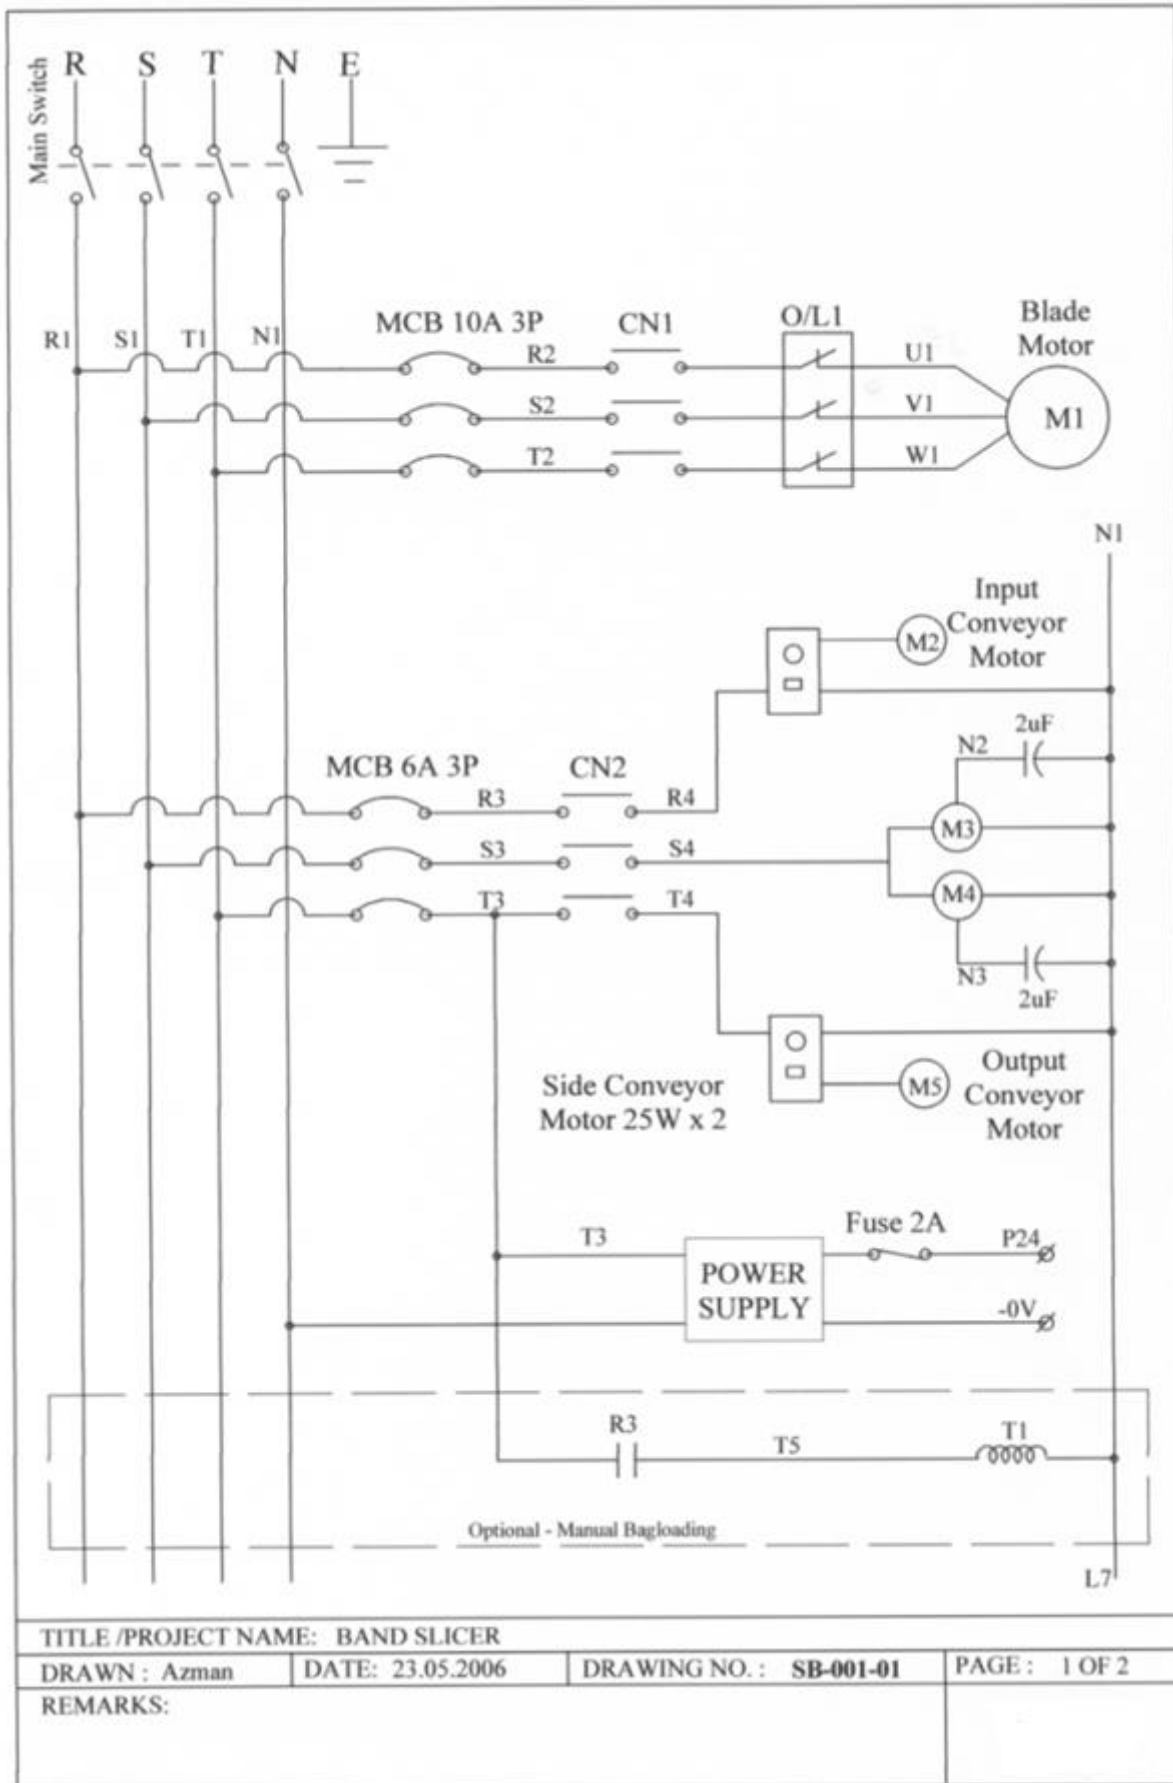 Main Switch
R S T N E
R1 S1 T1 N1
MCB 10A 3P
CN1
O/L1
Blade
Motor
R2
S2
T2
U1
V1
W1
M1
N1
Input
Conveyor
Motor
M2
MCB 6A 3P
CN2
R3
S3
T3
R4
S4
T4
N2
2uF
M3
M4
N3
2uF
Side Conveyor
Motor 25W x 2
M5
Output
Conveyor
Motor
T3
POWER
SUPPLY
Fuse 2A
P24
-0V
R3
T5
T1
Optional - Manual Bagloading
L7
TITLE /PROJECT NAME: BAND SLICER
DRAWN : Azman
DATE: 23.05.2006
DRAWING NO. : SB-001-01
PAGE : 1 OF 2
REMARKS: